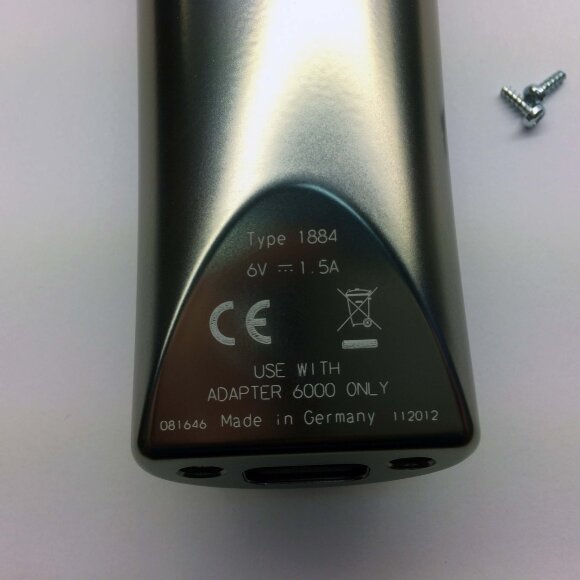 Type 1884
6V ⎓ 1.5A
CE
USE WITH
ADAPTER 6000 ONLY
081646 Made in Germany 112012